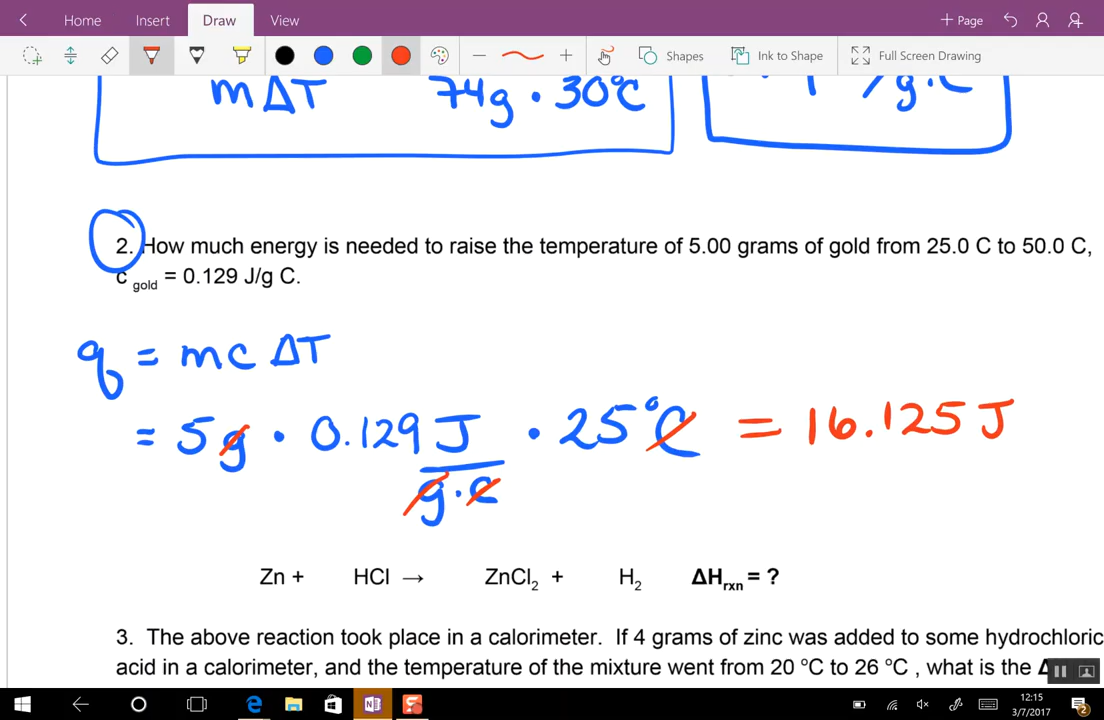 Home Insert Draw View + Page
Shapes Ink to Shape Full Screen Drawing
mΔT 74g · 30°C
2. How much energy is needed to raise the temperature of 5.00 grams of gold from 25.0 C to 50.0 C,
c gold = 0.129 J/g C.
q = mcΔT
= 5g · 0.129 J/g·c · 25°C = 16.125 J
Zn + HCl → ZnCl₂ + H₂ ΔHrxn = ?
3. The above reaction took place in a calorimeter. If 4 grams of zinc was added to some hydrochloric
acid in a calorimeter, and the temperature of the mixture went from 20 °C to 26 °C , what is the Δ
12:15
3/7/2017
2